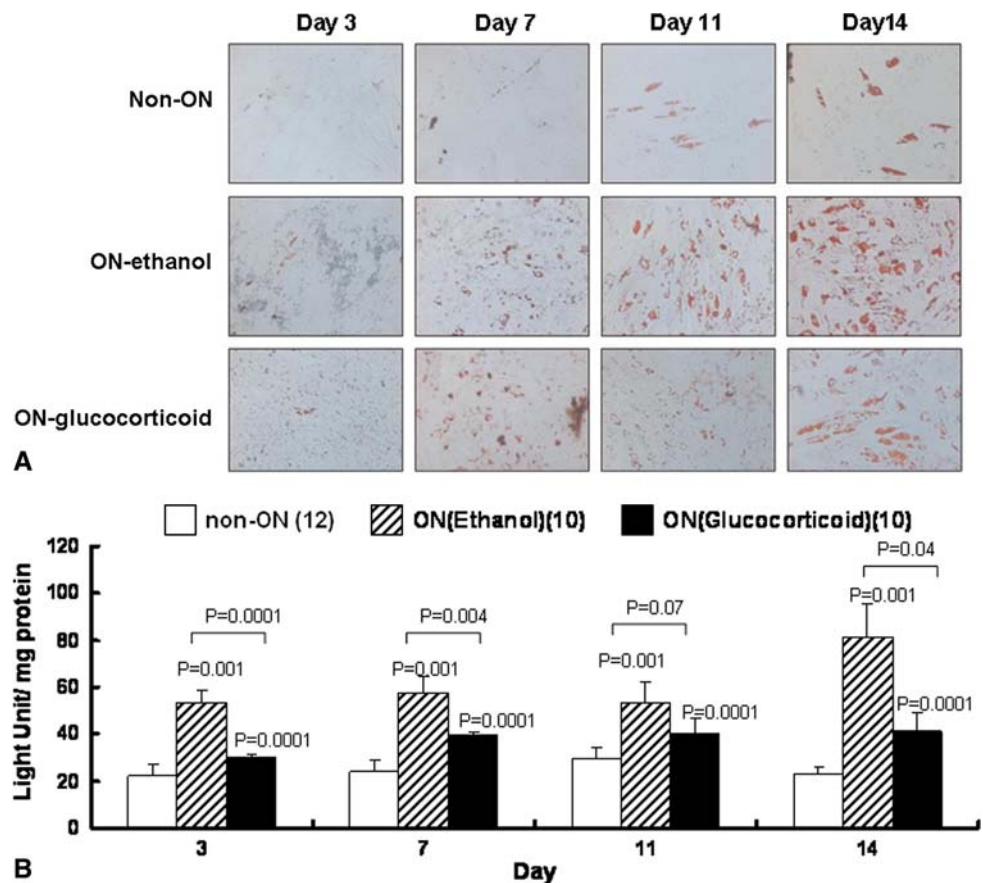 Day 3 Day 7 Day 11 Day14
Non-ON
ON-ethanol
ON-glucocorticoid
A
non-ON (12) ON(Ethanol)(10) ON(Glucocorticoid)(10)
Light Unit/ mg protein
120
100
80
60
40
20
0
P=0.0001
P=0.001
P=0.0001
P=0.004
P=0.001
P=0.0001
P=0.07
P=0.001
P=0.0001
P=0.04
P=0.001
P=0.0001
3 7 11 14
Day
B